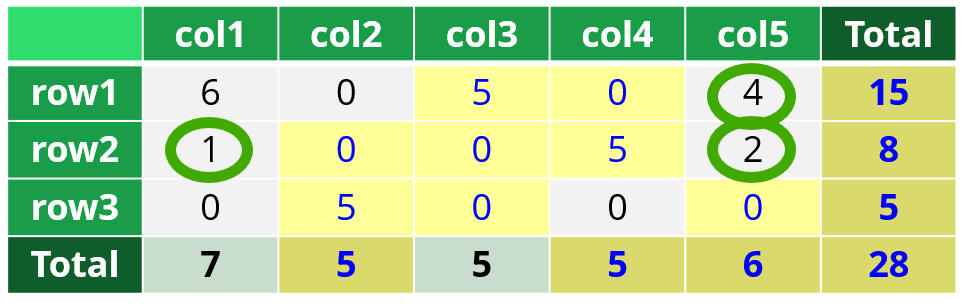 col1 col2 col3 col4 col5 Total
row1 6 0 5 0 4 15
row2 1 0 0 5 2 8
row3 0 5 0 0 0 5
Total 7 5 5 5 6 28